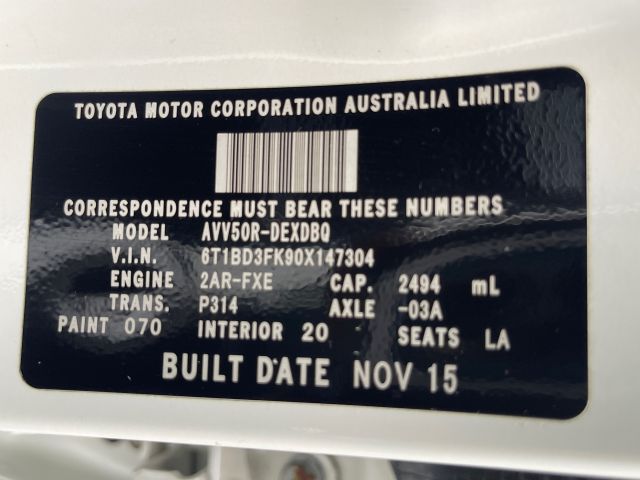 TOYOTA MOTOR CORPORATION AUSTRALIA LIMITED
CORRESPONDENCE MUST BEAR THESE NUMBERS
MODEL AVV50R-DEXDBQ
V.I.N. 6T1BD3FK90X147304
ENGINE 2AR-FXE CAP. 2494 mL
TRANS. P314 AXLE -03A
PAINT 070 INTERIOR 20 SEATS LA
BUILT DATE NOV 15